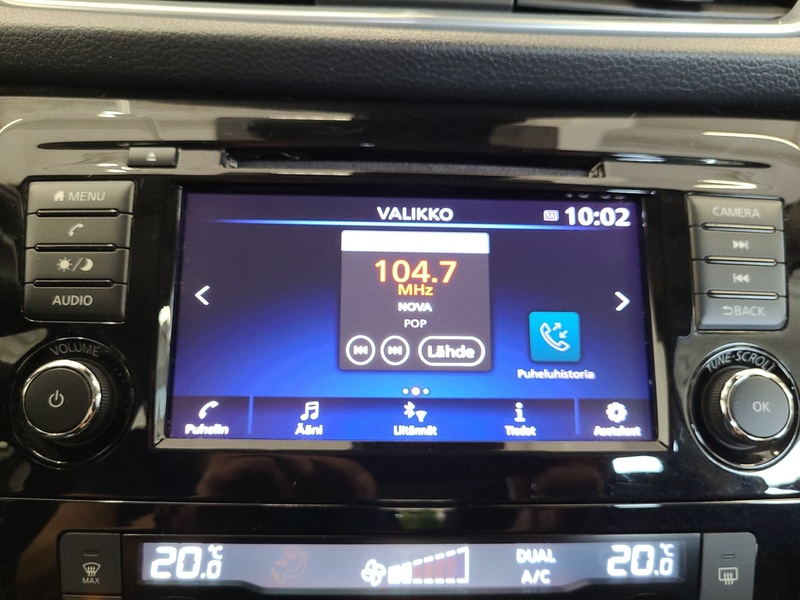 MENU
AUDIO
VOLUME
VALIKKO
TA 10:02
104.7
MHz
NOVA
POP
Lähde
Puheluhistoria
Puhelin Ääni Liitännät Tiedot Asetukset
CAMERA
BACK
TUNE·SCROLL
OK
MAX
20.0°C
DUAL
A/C
20.0°C